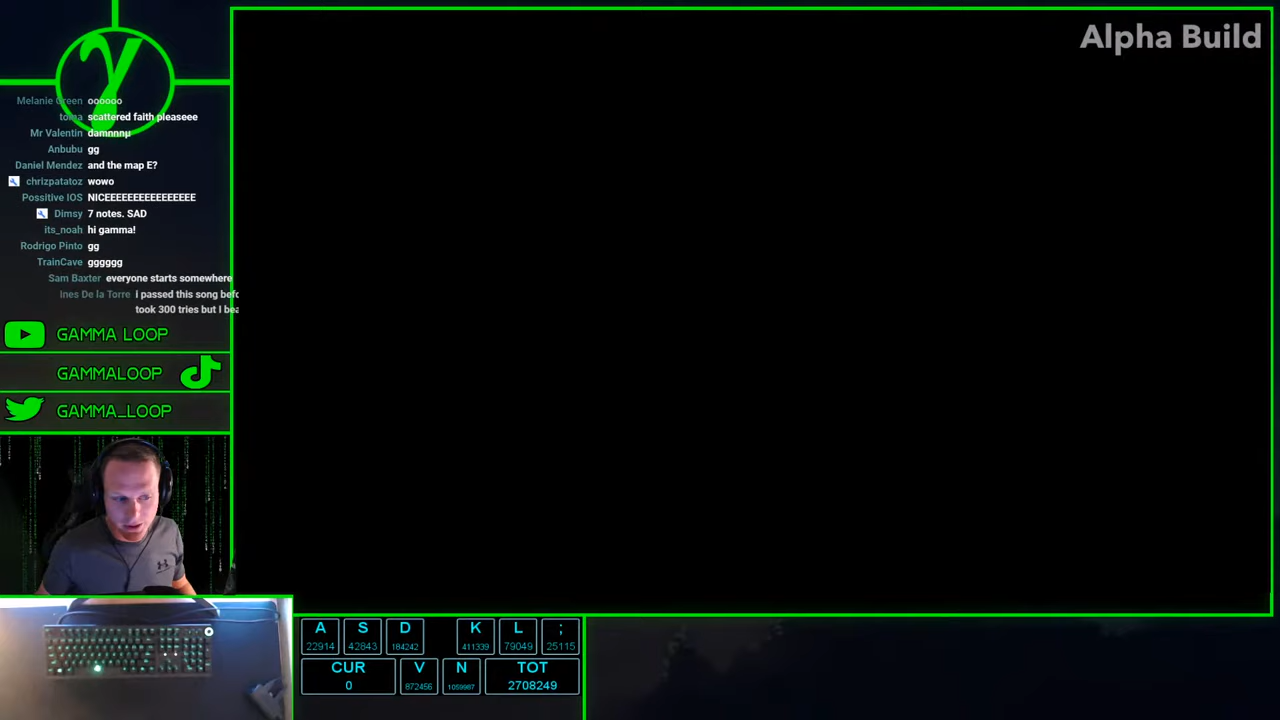 Alpha Build
γ
Melanie Green oooooo
toma scattered faith pleaseee
Mr Valentin damnnnµ
Anbubu gg
Daniel Mendez and the map E?
chrizpatatoz wowo
Possitive IOS NICEEEEEEEEEEEEEEEE
Dimsy 7 notes. SAD
its_noah hi gamma!
Rodrigo Pinto gg
TrainCave gggggg
Sam Baxter everyone starts somewhere
Ines De la Torre i passed this song
took 300 tries but I
GAMMA LOOP
GAMMALOOP
GAMMA_LOOP
A S D K L ;
22914 42843 184242 411339 79049 25115
CUR V N TOT
0 872456 1059987 2708249